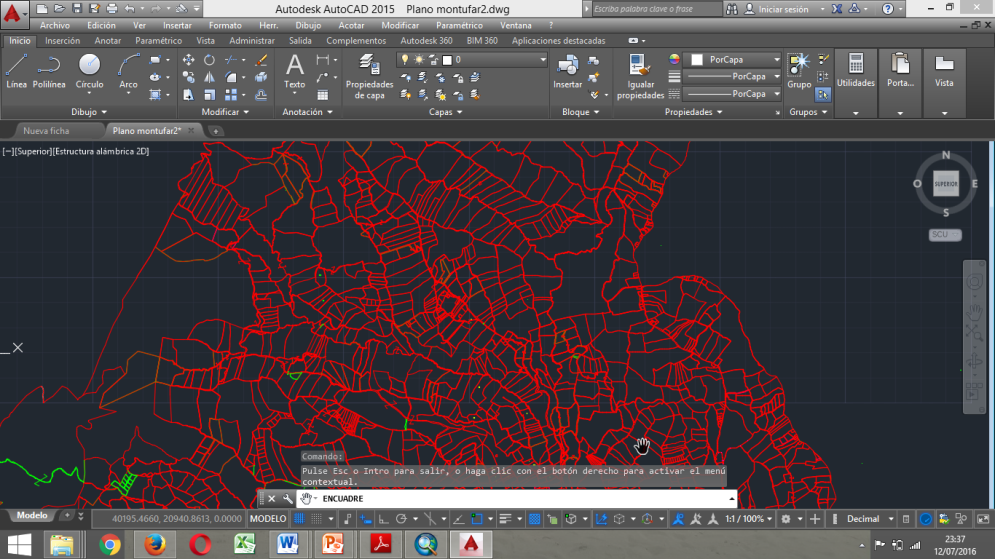 Autodesk AutoCAD 2015   Plano montufar2.dwg
Escriba palabra clave o frase
Iniciar sesión
Archivo Edición Ver Insertar Formato Herr. Dibujo Acotar Modificar Paramétrico Ventana ?
Inicio Inserción Anotar Paramétrico Vista Administrar Salida Complementos Autodesk 360 BIM 360 Aplicaciones destacadas
0
PorCapa
PorCapa
PorCapa
Línea Polilínea Círculo Arco
Texto
Propiedades de capa
Insertar
Igualar propiedades
Grupo
Utilidades
Porta...
Vista
Dibujo Modificar Anotación Capas Bloque Propiedades Grupos
Nueva ficha
Plano montufar2*
[−][Superior][Estructura alámbrica 2D]
N
O
SUPERIOR
E
S
SCU
Comando:
Pulse Esc o Intro para salir, o haga clic con el botón derecho para activar el menú
contextual.
ENCUADRE
Modelo
40195.4660, 20940.8613, 0.0000
MODELO
1:1 / 100%
Decimal
23:37
12/07/2016